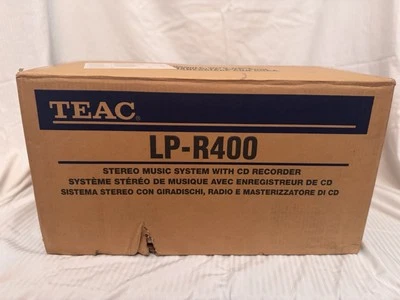 TEAC®
LP-R400
STEREO MUSIC SYSTEM WITH CD RECORDER
SYSTÈME STÉRÉO DE MUSIQUE AVEC ENREGISTREUR DE CD
SISTEMA STEREO CON GIRADISCHI, RADIO E MASTERIZZATORE DI CD